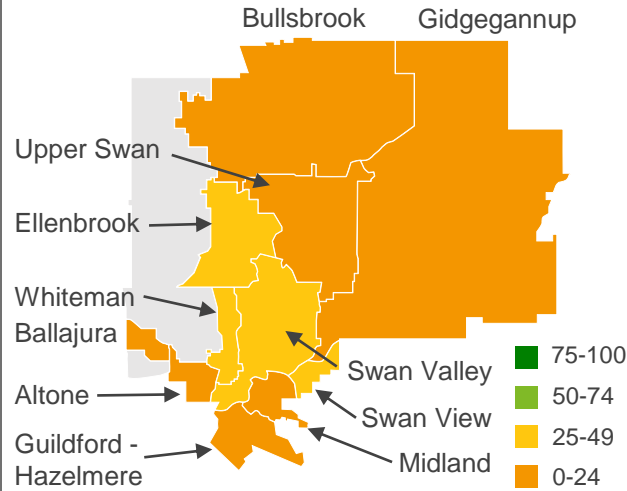 Bullsbrook
Gidgegannup
Upper Swan
Ellenbrook
Whiteman
Ballajura
Altone
Guildford -
Hazelmere
Swan Valley
Swan View
Midland
75-100
50-74
25-49
0-24